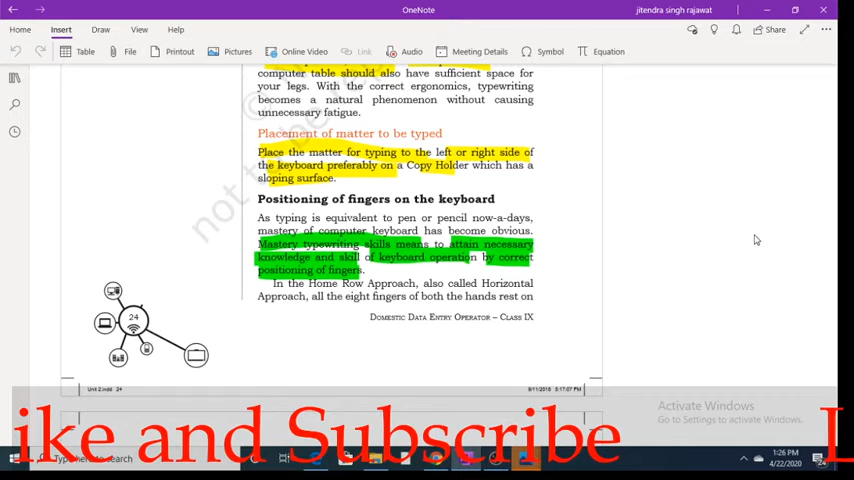 OneNote
jitendra singh rajawat
Home Insert Draw View Help
Share
Table File Printout Pictures Online Video Link Audio Meeting Details Symbol Equation
computer table should also have sufficient space for
your legs. With the correct ergonomics, typewriting
becomes a natural phenomenon without causing
unnecessary fatigue.
Placement of matter to be typed
Place the matter for typing to the left or right side of
the keyboard preferably on a Copy Holder which has a
sloping surface.
Positioning of fingers on the keyboard
As typing is equivalent to pen or pencil now-a-days,
mastery of computer keyboard has become obvious.
Mastery typewriting skills means to attain necessary
knowledge and skill of keyboard operation by correct
positioning of fingers.
In the Home Row Approach, also called Horizontal
Approach, all the eight fingers of both the hands rest on
24
Domestic Data Entry Operator – Class IX
not to be
Unit 2.indd 24
8/11/2018 5:17:07 PM
Activate Windows
Go to Settings to activate Windows.
ike and Subscribe L
Type here to search
1:26 PM
4/22/2020
24